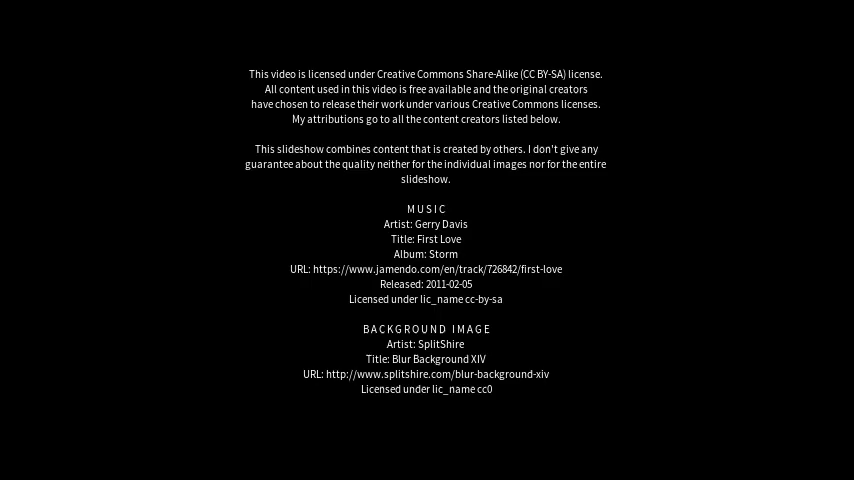 This video is licensed under Creative Commons Share-Alike (CC BY-SA) license.
All content used in this video is free available and the original creators
have chosen to release their work under various Creative Commons licenses.
My attributions go to all the content creators listed below.
This slideshow combines content that is created by others. I don't give any
guarantee about the quality neither for the individual images nor for the entire
slideshow.
MUSIC
Artist: Gerry Davis
Title: First Love
Album: Storm
URL: https://www.jamendo.com/en/track/726842/first-love
Released: 2011-02-05
Licensed under lic_name cc-by-sa
BACKGROUND IMAGE
Artist: SplitShire
Title: Blur Background XIV
URL: http://www.splitshire.com/blur-background-xiv
Licensed under lic_name cc0